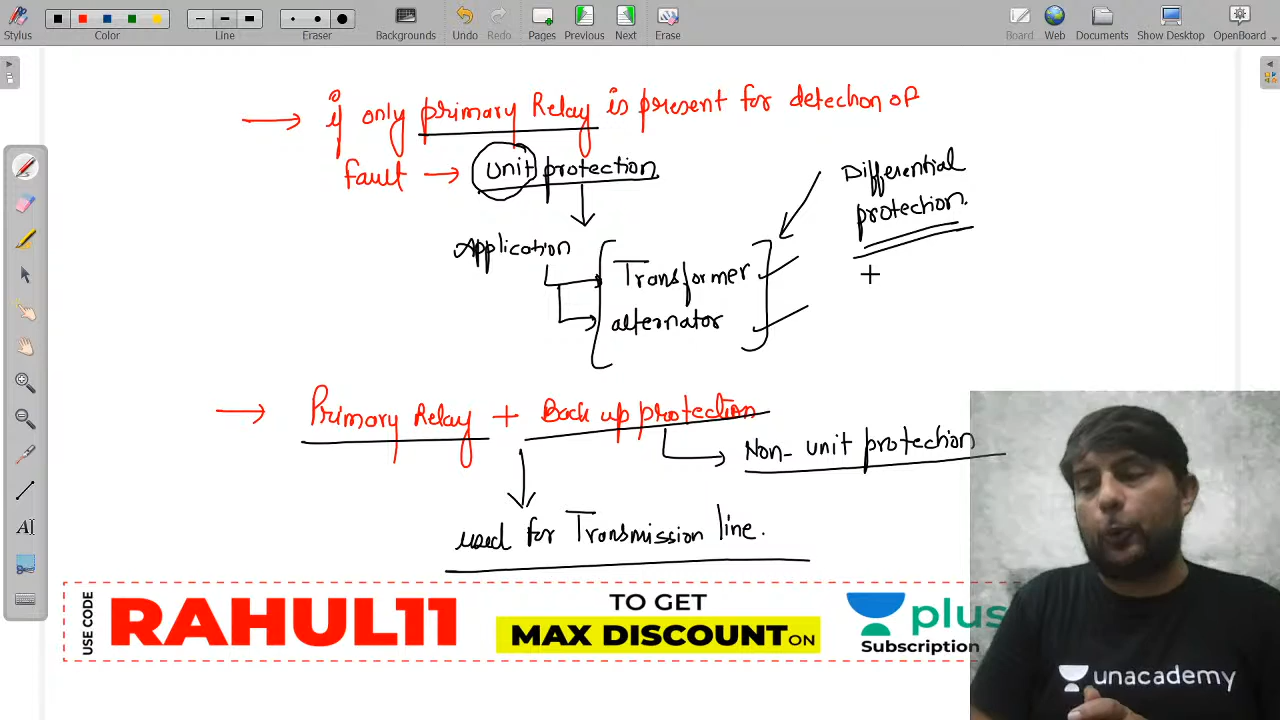 Stylus
Color
Line
Eraser
Backgrounds
Undo
Redo
Pages
Previous
Next
Erase
Board
Web
Documents
Show Desktop
OpenBoard
→ if only primary Relay is present for detection of
fault → unit protection
Differential
protection.
+
Application
Transformer
alternator
→ Primary Relay + Back up protection
Non-unit protection
used for Transmission line.
USE CODE
RAHUL11
TO GET
MAX DISCOUNT ON
plus
Subscription
unacademy